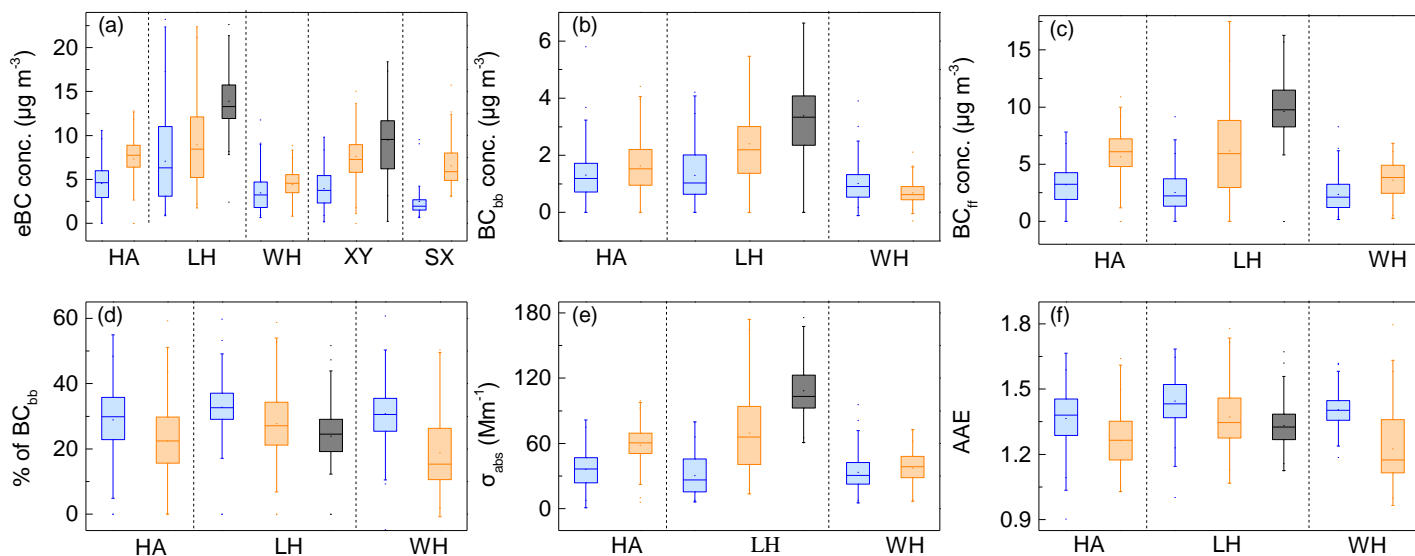 (a)
eBC conc. (µg m-3)
20
15
10
5
0
HA LH WH XY SX
(b)
BCbb conc. (µg m-3)
6
4
2
0
HA LH WH
(c)
BCff conc. (µg m-3)
15
10
5
0
HA LH WH
(d)
% of BCbb
60
40
20
0
HA LH WH
(e)
σabs (Mm-1)
180
120
60
0
HA LH WH
(f)
AAE
1.8
1.5
1.2
0.9
HA LH WH